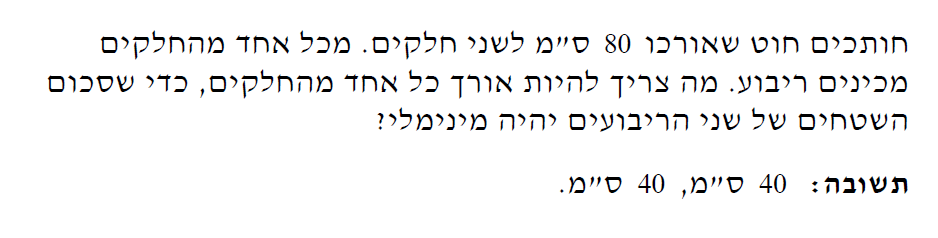 חותכים חוט שאורכו 80 ס"מ לשני חלקים. מכל אחד מהחלקים
מכינים ריבוע. מה צריך להיות אורך כל אחד מהחלקים, כדי שסכום
השטחים של שני הריבועים יהיה מינימלי?
תשובה: 40 ס"מ, 40 ס"מ.